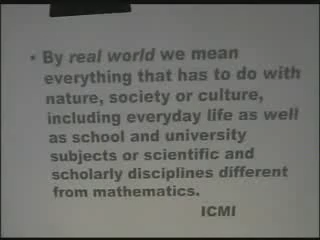 • By real world we mean
everything that has to do with
nature, society or culture,
including everyday life as well
as school and university
subjects or scientific and
scholarly disciplines different
from mathematics.
ICMI